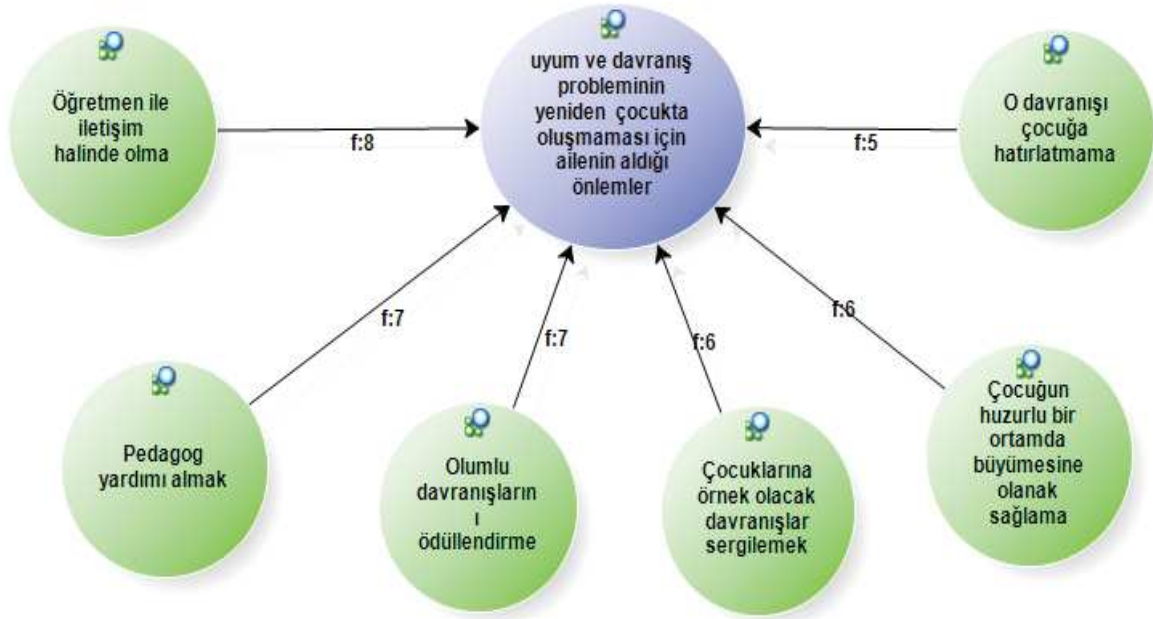 Öğretmen ile
iletişim
halinde olma
uyum ve davranış
probleminin
yeniden çocukta
oluşmaması için
ailenin aldığı
önlemler
O davranışı
çocuğa
hatırlatmama
f:8
f:5
f:7
f:7
f:6
f:6
Pedagog
yardımı almak
Olumlu
davranışların
ı
ödüllendirme
Çocuklarına
örnek olacak
davranışlar
sergilemek
Çocuğun
huzurlu bir
ortamda
büyümesine
olanak
sağlama